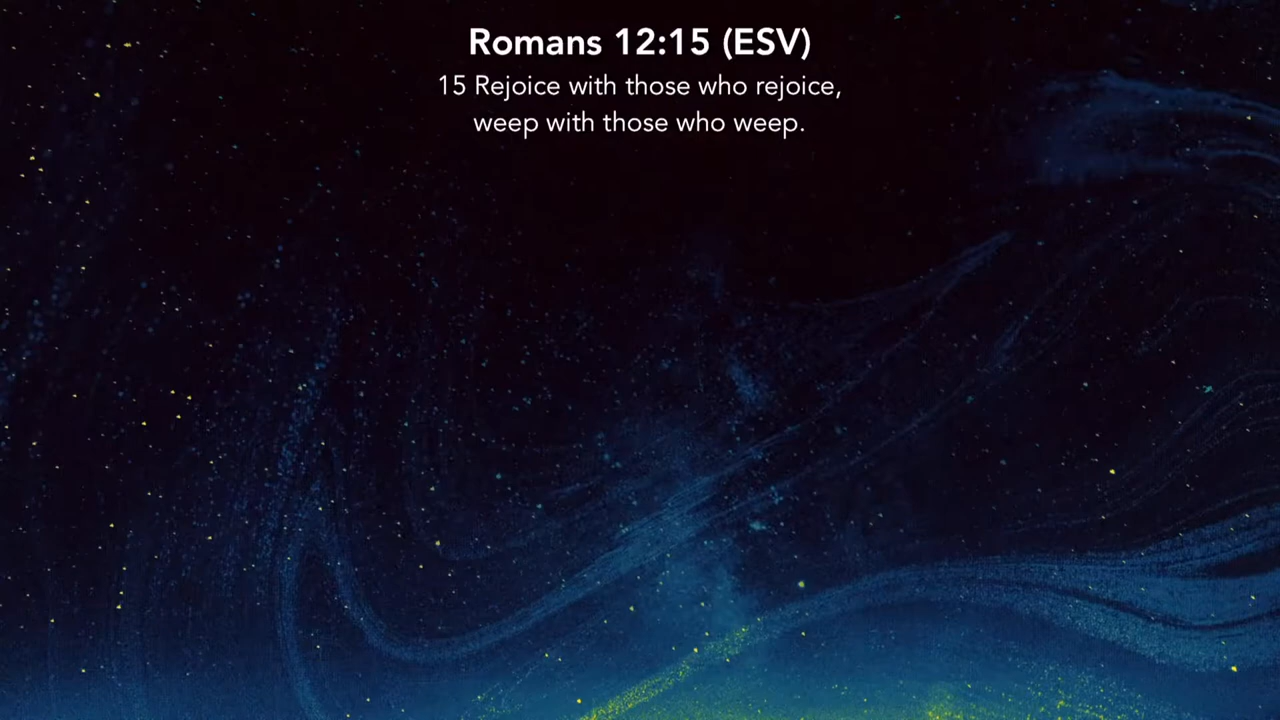 Romans 12:15 (ESV)
15 Rejoice with those who rejoice,
weep with those who weep.